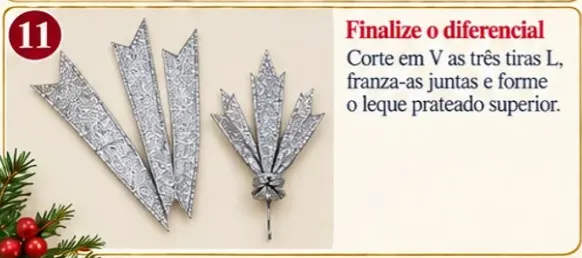 11
Finalize o diferencial
Corte em V as três tiras L,
franza-as juntas e forme
o leque prateado superior.